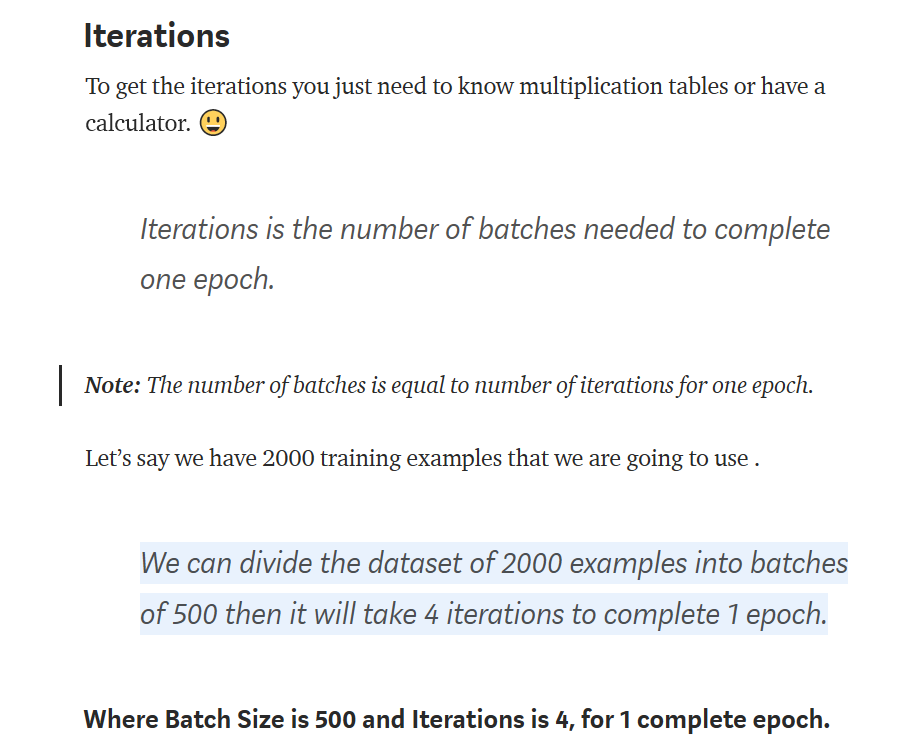 Iterations
To get the iterations you just need to know multiplication tables or have a
calculator. 😃
Iterations is the number of batches needed to complete
one epoch.
Note: The number of batches is equal to number of iterations for one epoch.
Let’s say we have 2000 training examples that we are going to use .
We can divide the dataset of 2000 examples into batches
of 500 then it will take 4 iterations to complete 1 epoch.
Where Batch Size is 500 and Iterations is 4, for 1 complete epoch.